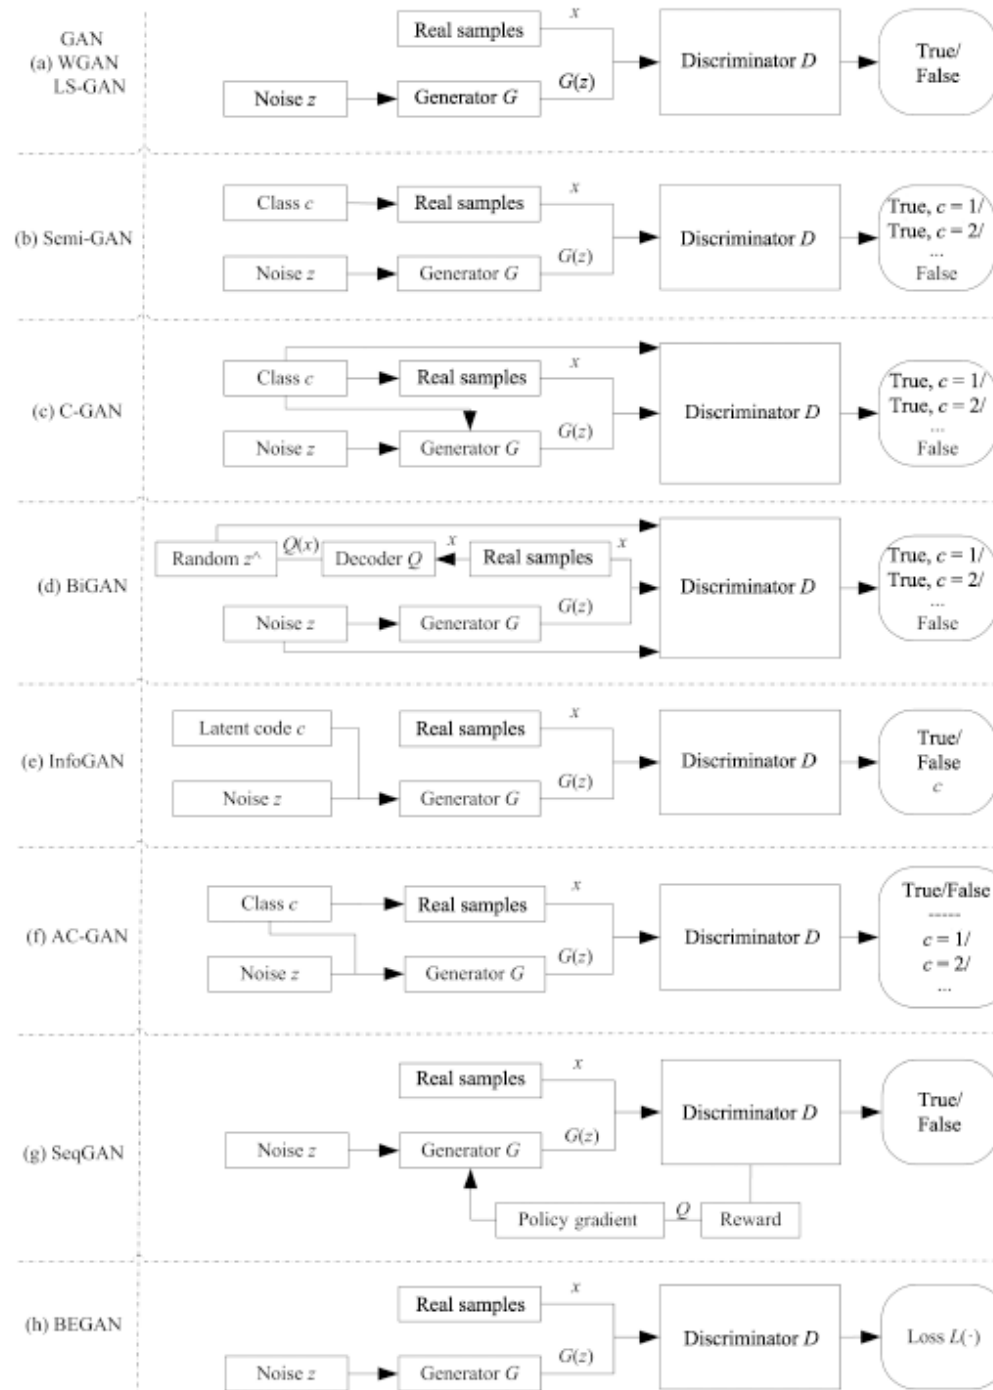 GAN
(a) WGAN
LS-GAN
Real samples
x
Noise z
Generator G
G(z)
Discriminator D
True/
False
(b) Semi-GAN
Class c
Real samples
x
Noise z
Generator G
G(z)
Discriminator D
True, c = 1/
True, c = 2/
...
False
(c) C-GAN
Class c
Real samples
x
Noise z
Generator G
G(z)
Discriminator D
True, c = 1/
True, c = 2/
...
False
(d) BiGAN
Random z^
Q(x)
Decoder Q
x
Real samples
x
Noise z
Generator G
G(z)
Discriminator D
True, c = 1/
True, c = 2/
...
False
(e) InfoGAN
Latent code c
Real samples
x
Noise z
Generator G
G(z)
Discriminator D
True/
False
c
(f) AC-GAN
Class c
Real samples
x
Noise z
Generator G
G(z)
Discriminator D
True/False
-----
c = 1/
c = 2/
...
(g) SeqGAN
Real samples
x
Noise z
Generator G
G(z)
Discriminator D
True/
False
Policy gradient
Q
Reward
(h) BEGAN
Real samples
x
Noise z
Generator G
G(z)
Discriminator D
Loss L(·)